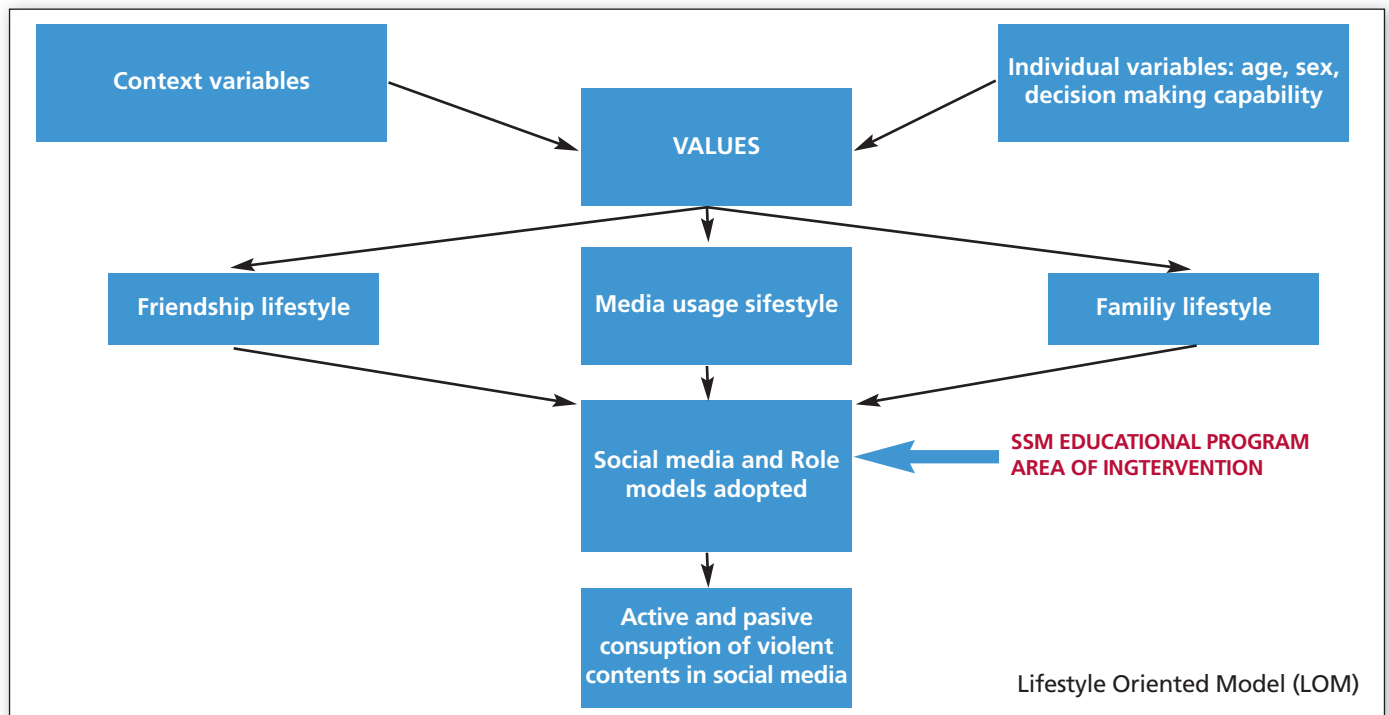 Context variables
Individual variables: age, sex,
decision making capability
VALUES
Friendship lifestyle
Media usage sifestyle
Familiy lifestyle
Social media and Role
models adopted
SSM EDUCATIONAL PROGRAM
AREA OF INGTERVENTION
Active and pasive
consuption of violent
contents in social media
Lifestyle Oriented Model (LOM)